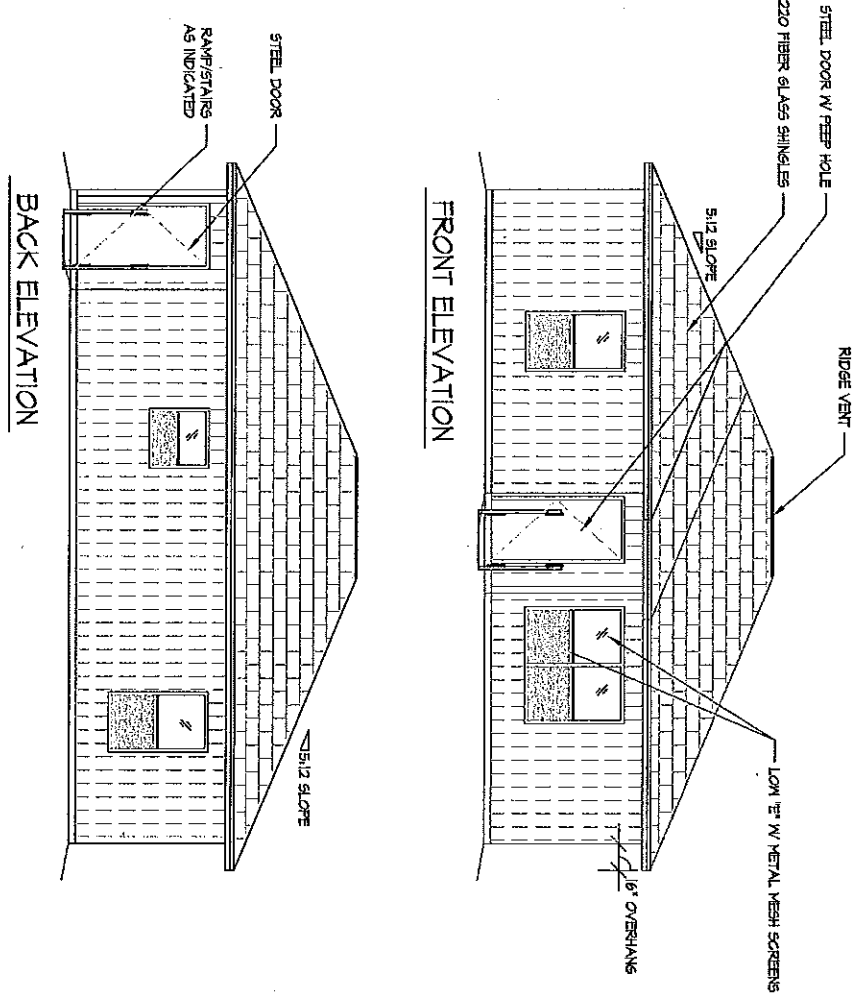 RIDGE VENT
STEEL DOOR W/ PEEP HOLE
220 FIBER GLASS SHINGLES
5:12 SLOPE
LOW "E" W/ METAL MESH SCREENS
16" OVERHANG
FRONT ELEVATION
STEEL DOOR
RAMP/STAIRS
AS INDICATED
5:12 SLOPE
BACK ELEVATION